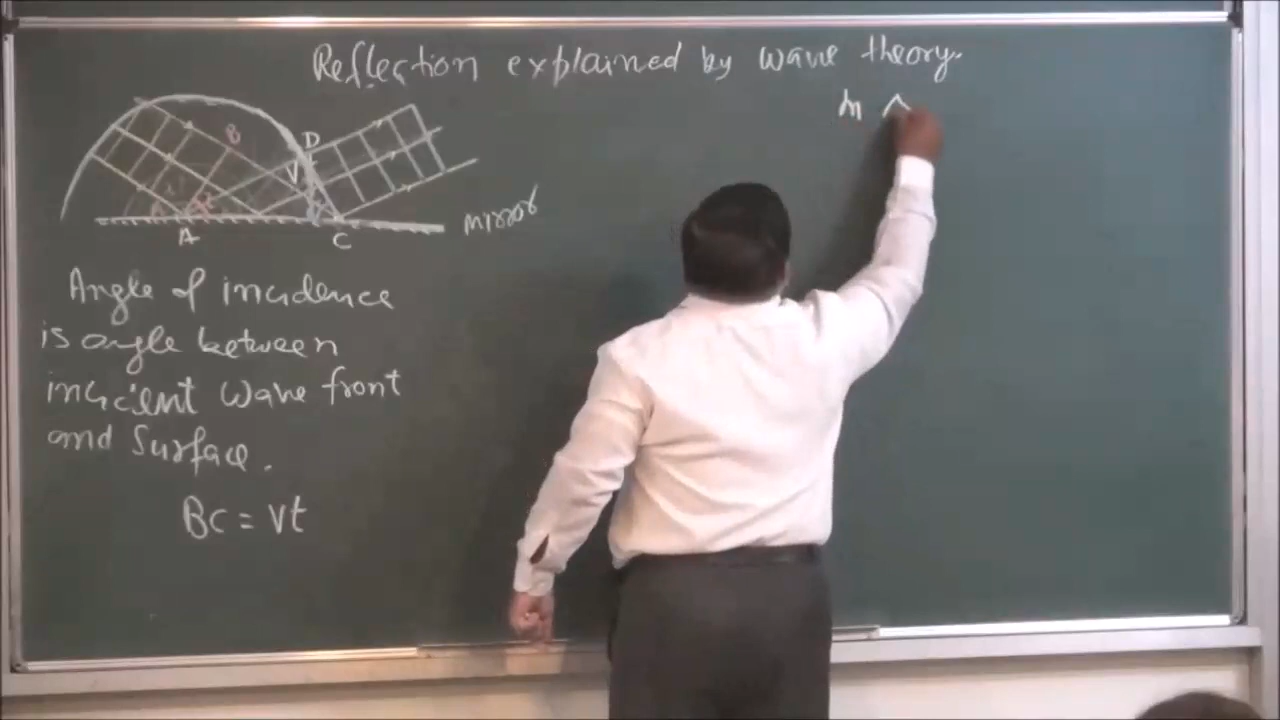 Reflection explained by wave theory.
In
B
D
V
A
C
mirror
Angle of incidence
is angle between
incident wave front
and surface.
BC = Vt